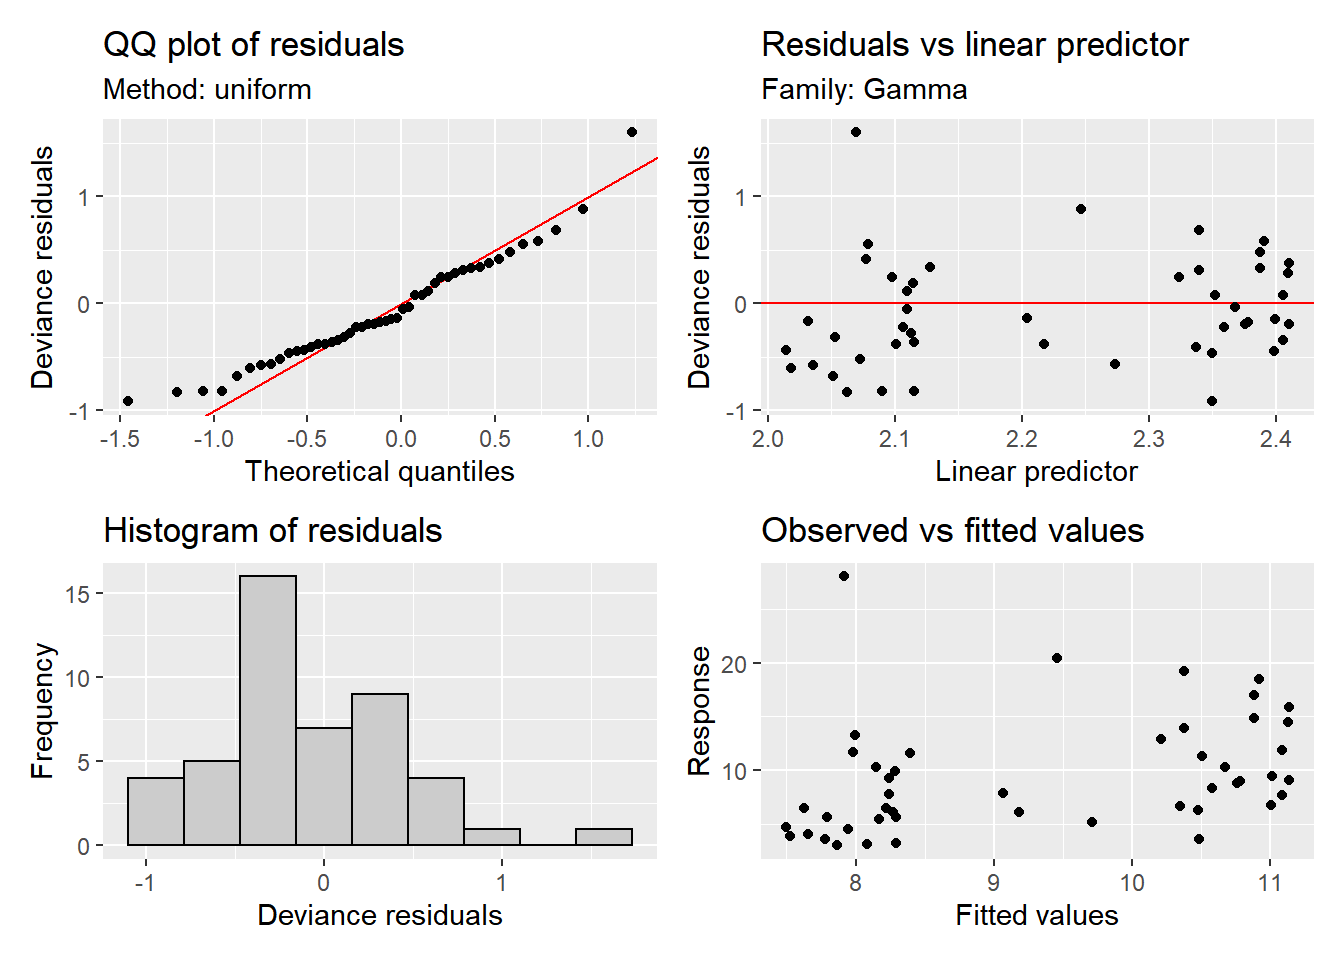 QQ plot of residuals
Method: uniform
Deviance residuals
1
0
-1
-1.5
-1.0
-0.5
0.0
0.5
1.0
Theoretical quantiles
Residuals vs linear predictor
Family: Gamma
Deviance residuals
1
0
-1
2.0
2.1
2.2
2.3
2.4
Linear predictor
Histogram of residuals
Frequency
15
10
5
0
-1
0
1
Deviance residuals
Observed vs fitted values
Response
20
10
8
9
10
11
Fitted values